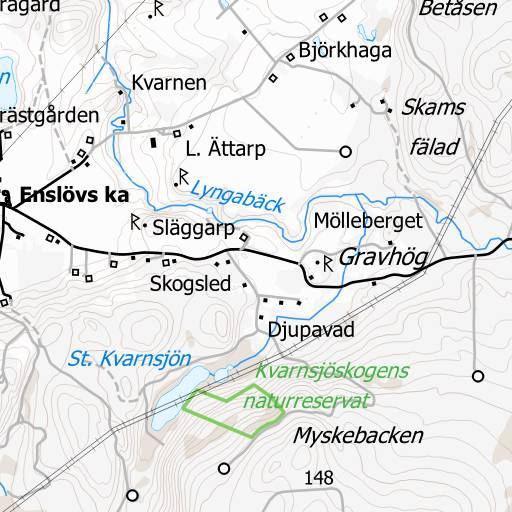 Betåsen
Björkhaga
Kvarnen
Skams
fälad
L. Ättarp
Lyngabäck
Enslövs ka
Släggarp
Mölleberget
Gravhög
Skogsled
Djupavad
St. Kvarnsjön
Kvarnsjöskogens
naturreservat
Myskebacken
148